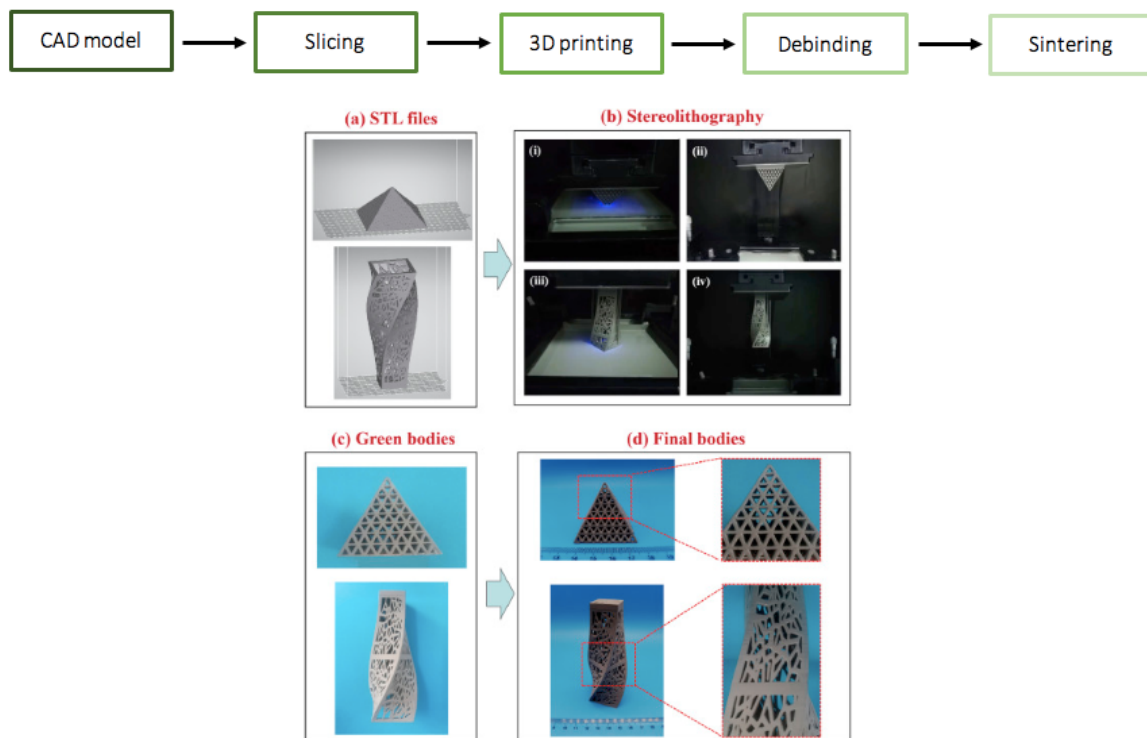 CAD model
Slicing
3D printing
Debinding
Sintering
(a) STL files
(b) Stereolithography
(i)
(ii)
(iii)
(iv)
(c) Green bodies
(d) Final bodies